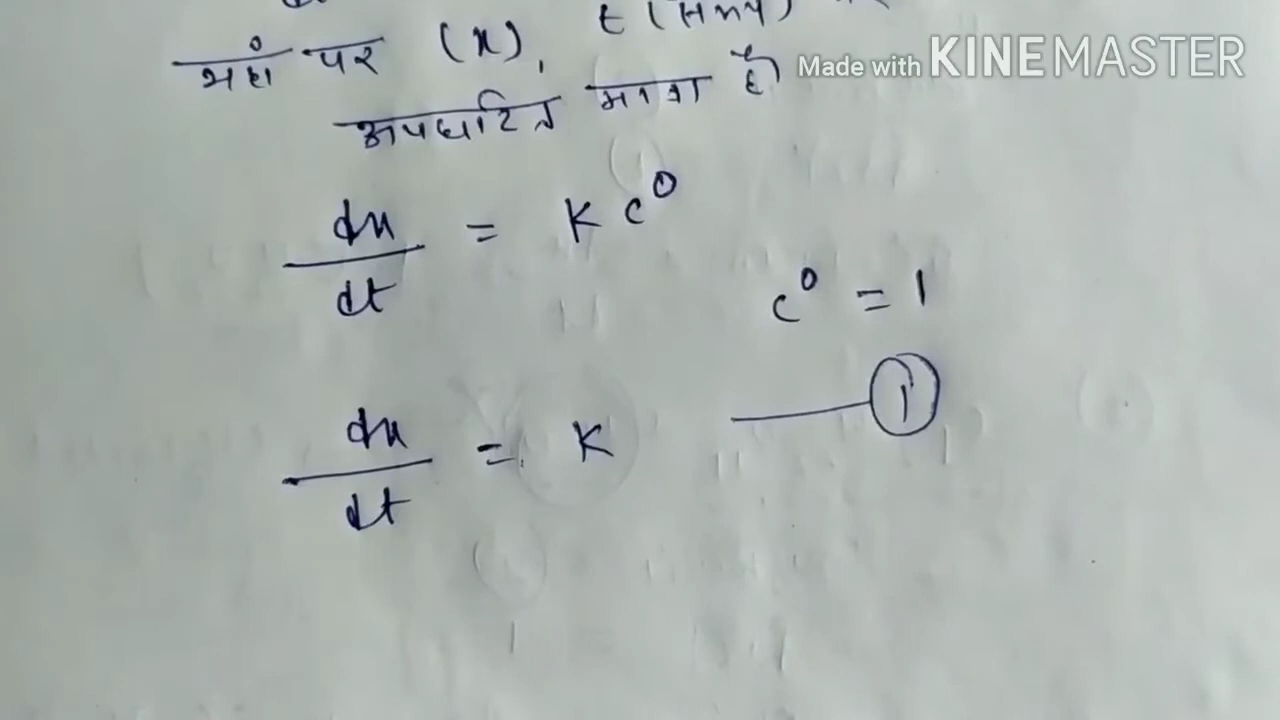 t (समय)
यहां पर (x),
Made with KINEMASTER
अपघटित मात्रा है
dx/dt = K c⁰
c⁰ = 1
dx/dt = K —— ①